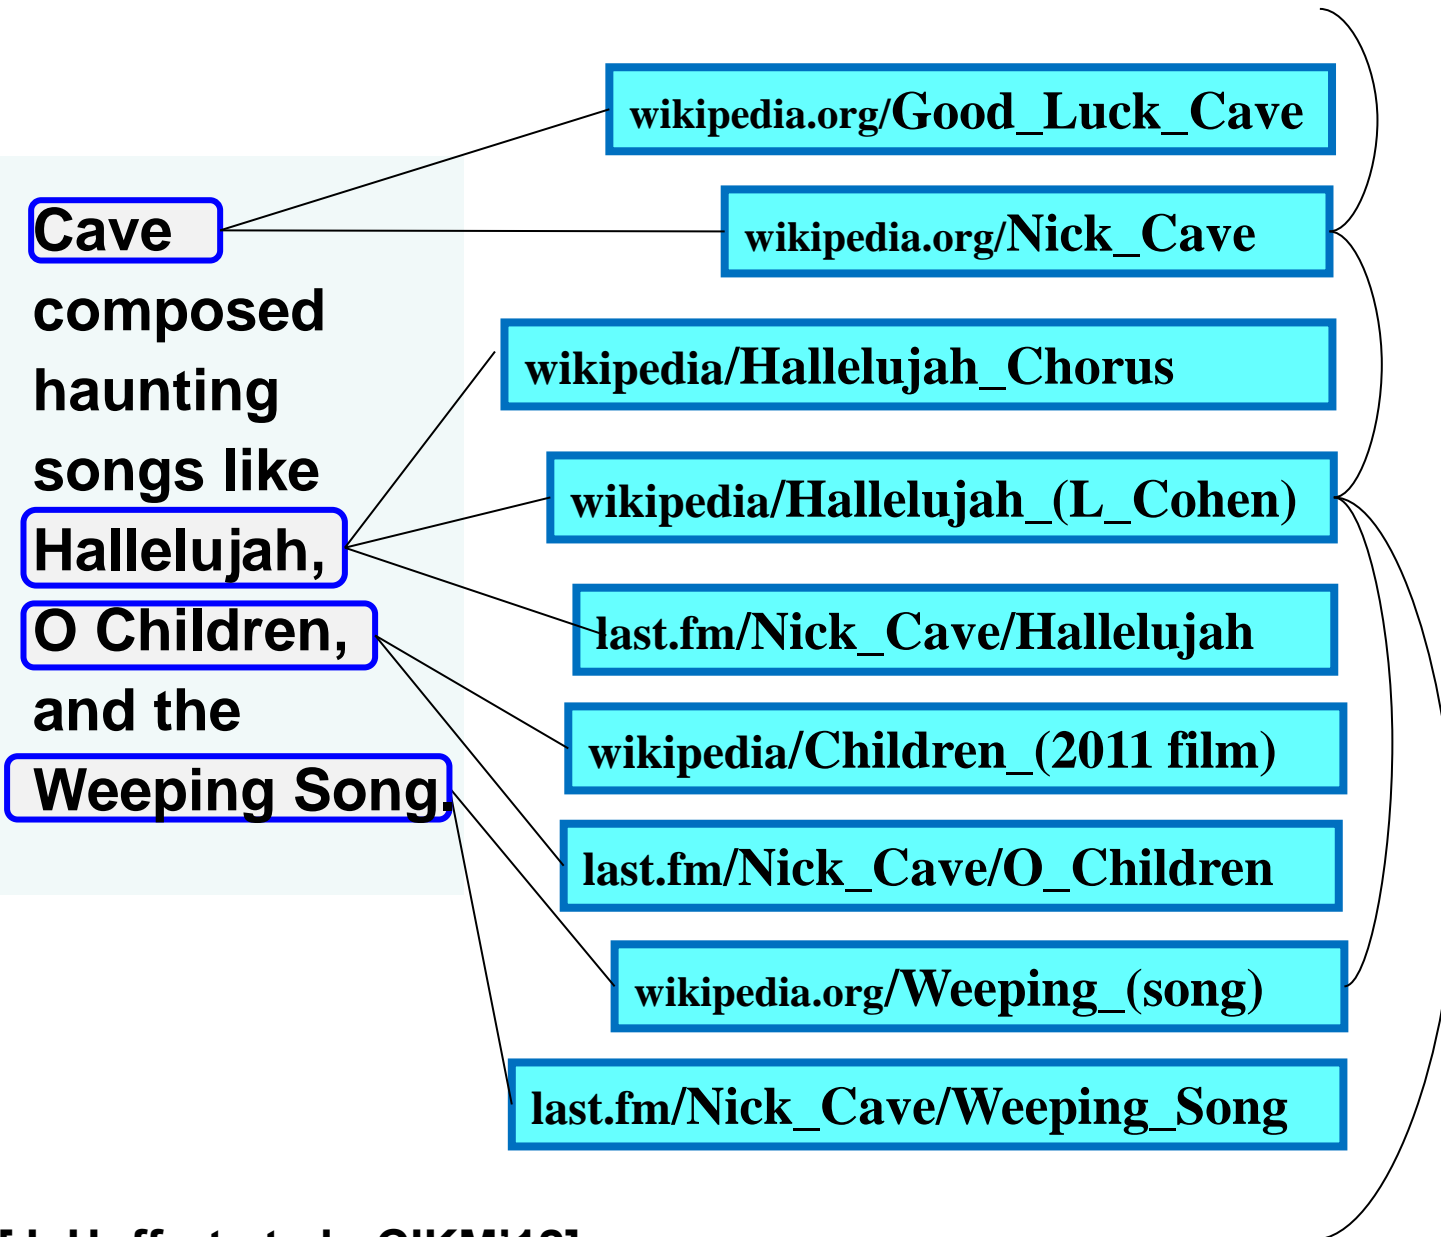 Cave
composed
haunting
songs like
Hallelujah,
O Children,
and the
Weeping Song.
wikipedia.org/Good_Luck_Cave
wikipedia.org/Nick_Cave
wikipedia/Hallelujah_Chorus
wikipedia/Hallelujah_(L_Cohen)
last.fm/Nick_Cave/Hallelujah
wikipedia/Children_(2011 film)
last.fm/Nick_Cave/O_Children
wikipedia.org/Weeping_(song)
last.fm/Nick_Cave/Weeping_Song